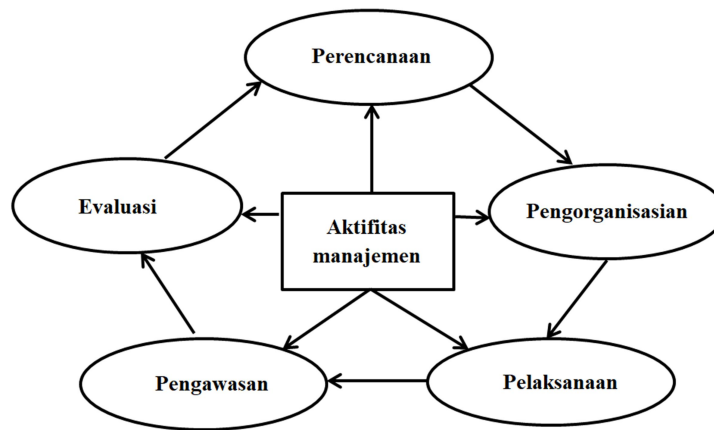 Perencanaan
Evaluasi
Aktifitas
manajemen
Pengorganisasian
Pengawasan
Pelaksanaan